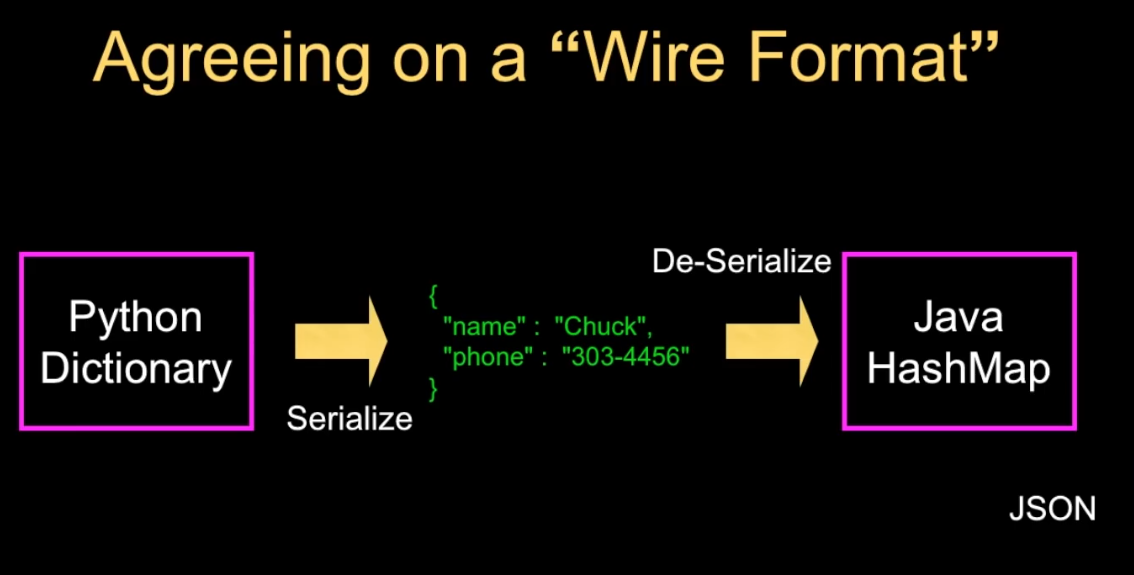 Agreeing on a “Wire Format”
Python
Dictionary
Serialize
{
"name" : "Chuck",
"phone" : "303-4456"
}
De-Serialize
Java
HashMap
JSON